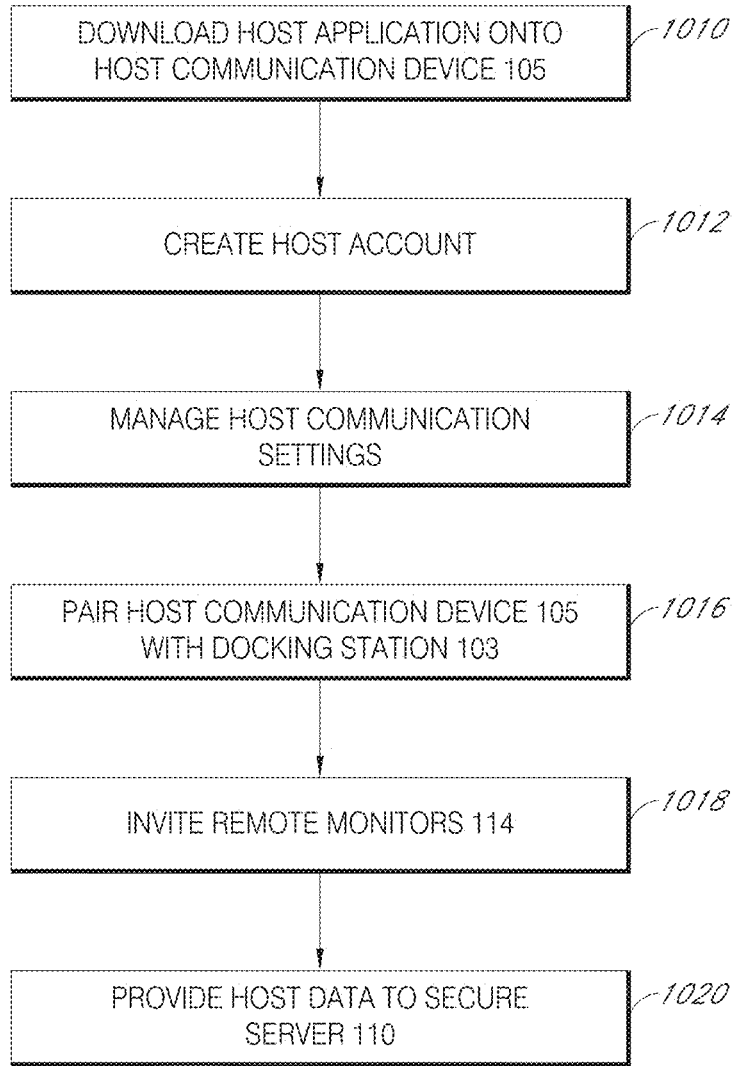 DOWNLOAD HOST APPLICATION ONTO
HOST COMMUNICATION DEVICE 105
1010
CREATE HOST ACCOUNT
1012
MANAGE HOST COMMUNICATION
SETTINGS
1014
PAIR HOST COMMUNICATION DEVICE 105
WITH DOCKING STATION 103
1016
INVITE REMOTE MONITORS 114
1018
PROVIDE HOST DATA TO SECURE
SERVER 110
1020